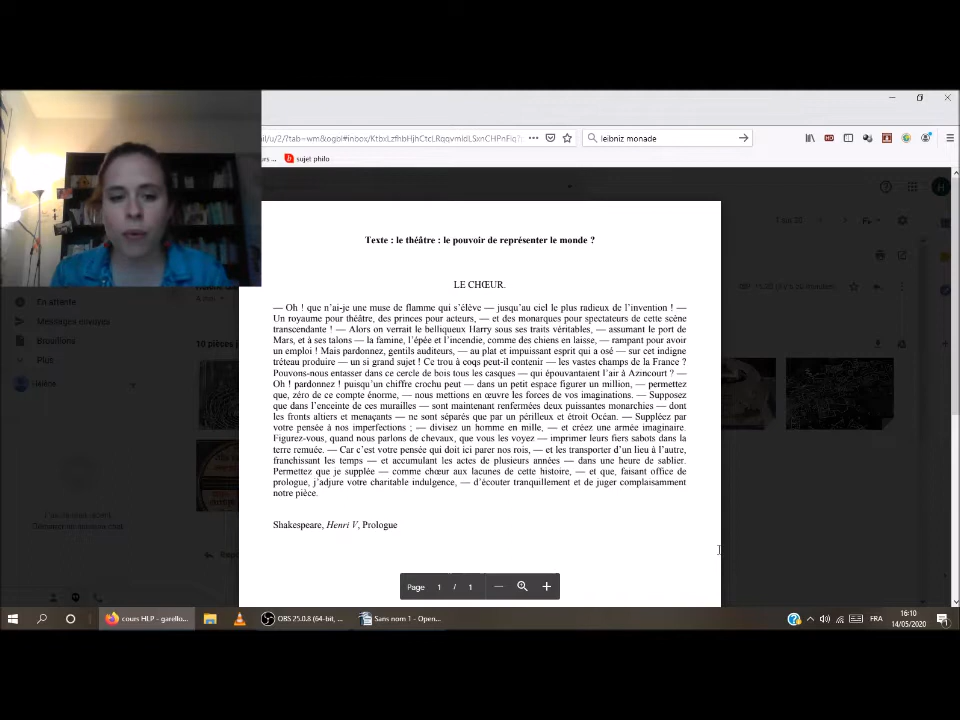 leibniz monade
sujet philo
En attente
Messages envoyés
Brouillons
Plus
Texte : le théâtre : le pouvoir de représenter le monde ?
LE CHŒUR.
— Oh ! que n'ai-je une muse de flamme qui s'élève — jusqu'au ciel le plus radieux de l'invention ! —
Un royaume pour théâtre, des princes pour acteurs, — et des monarques pour spectateurs de cette scène
transcendante ! — Alors on verrait le belliqueux Harry sous ses traits véritables, — assumant le port de
Mars, et à ses talons — la famine, l'épée et l'incendie, comme des chiens en laisse, — rampant pour avoir
un emploi ! Mais pardonnez, gentils auditeurs, — au plat et impuissant esprit qui a osé — sur cet indigne
tréteau produire — un si grand sujet ! Ce trou à coqs peut-il contenir — les vastes champs de la France ?
Pouvons-nous entasser dans ce cercle de bois tous les casques — qui épouvantaient l'air à Azincourt ? —
Oh ! pardonnez ! puisqu'un chiffre crochu peut — dans un petit espace figurer un million, — permettez
que, zéro de ce compte énorme, — nous mettions en œuvre les forces de vos imaginations. — Supposez
que dans l'enceinte de ces murailles — sont maintenant renfermées deux puissantes monarchies — dont
les fronts altiers et menaçants — ne sont séparés que par un périlleux et étroit Océan. — Suppléez par
votre pensée à nos imperfections ; — divisez un homme en mille, — et créez une armée imaginaire.
Figurez-vous, quand nous parlons de chevaux, que vous les voyez — imprimer leurs fiers sabots dans la
terre remuée. — Car c'est votre pensée qui doit ici parer nos rois, — et les transporter d'un lieu à l'autre,
franchissant les temps — et accumulant les actes de plusieurs années — dans une heure de sablier.
Permettez que je supplée — comme chœur aux lacunes de cette histoire, — et que, faisant office de
prologue, j'adjure votre charitable indulgence, — d'écouter tranquillement et de juger complaisamment
notre pièce.
Shakespeare, Henri V, Prologue
Page 1 / 1
cours HLP - garello...
OBS 25.0.8 (64-bit, ...
Sans nom 1 - Open...
FRA
16:10
14/05/2020